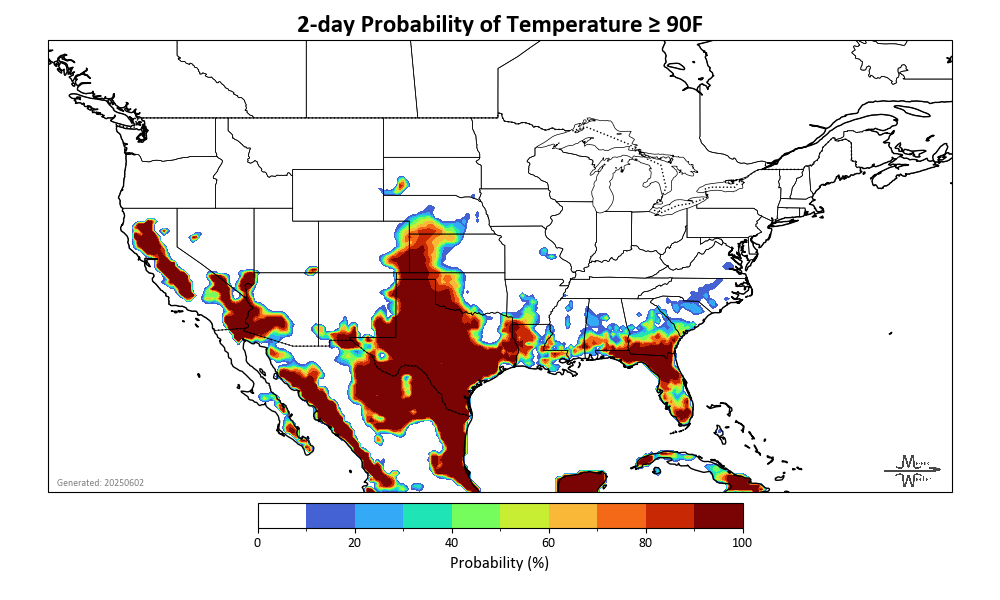 2-day Probability of Temperature ≥ 90F
Generated: 20250602
0 20 40 60 80 100
Probability (%)